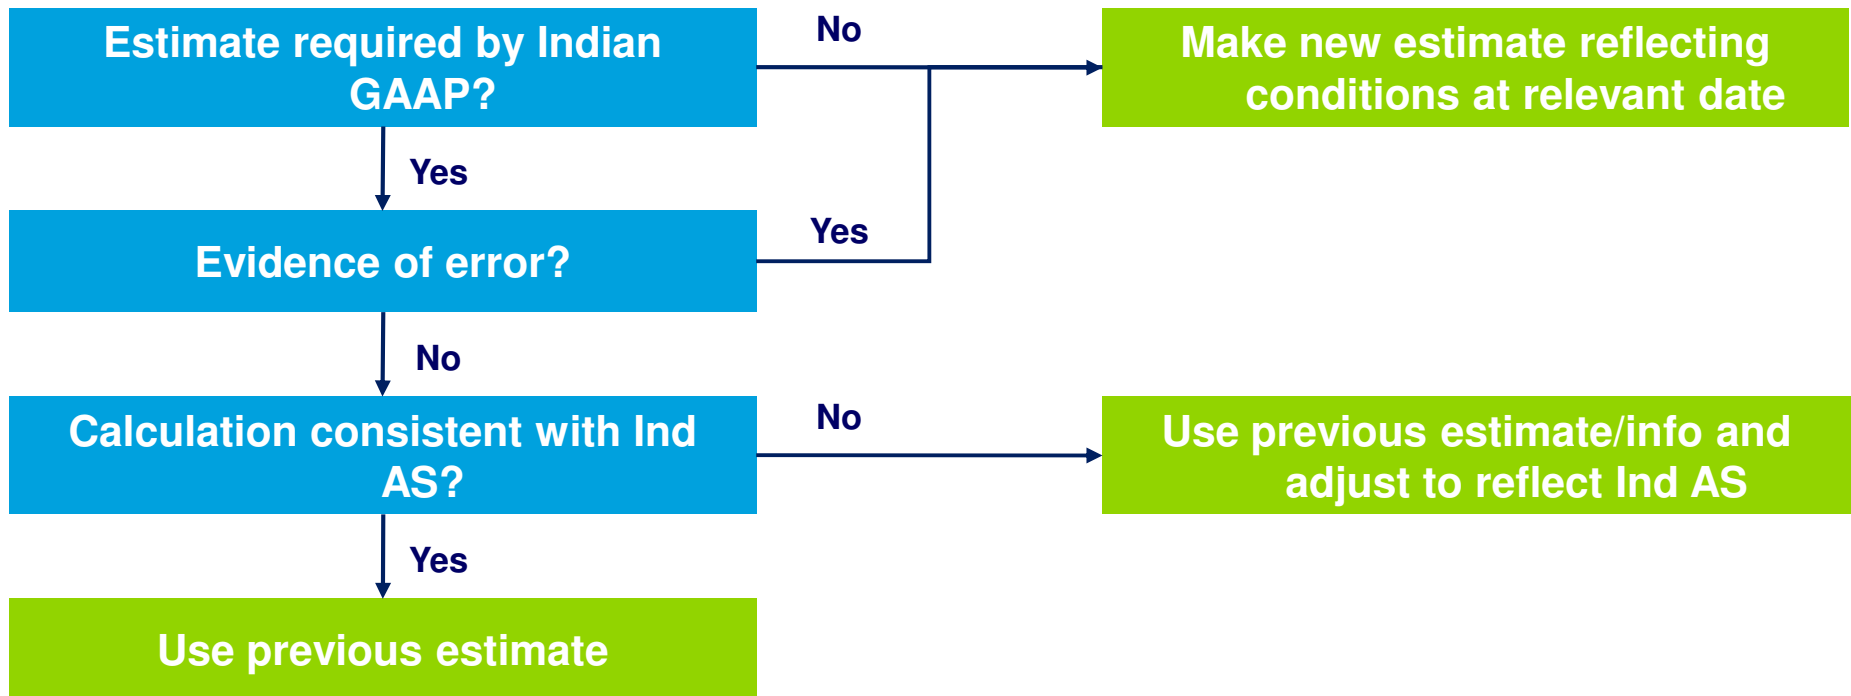 Estimate required by Indian
GAAP?
No
Make new estimate reflecting
conditions at relevant date
Yes
Evidence of error?
Yes
No
Calculation consistent with Ind
AS?
No
Use previous estimate/info and
adjust to reflect Ind AS
Yes
Use previous estimate